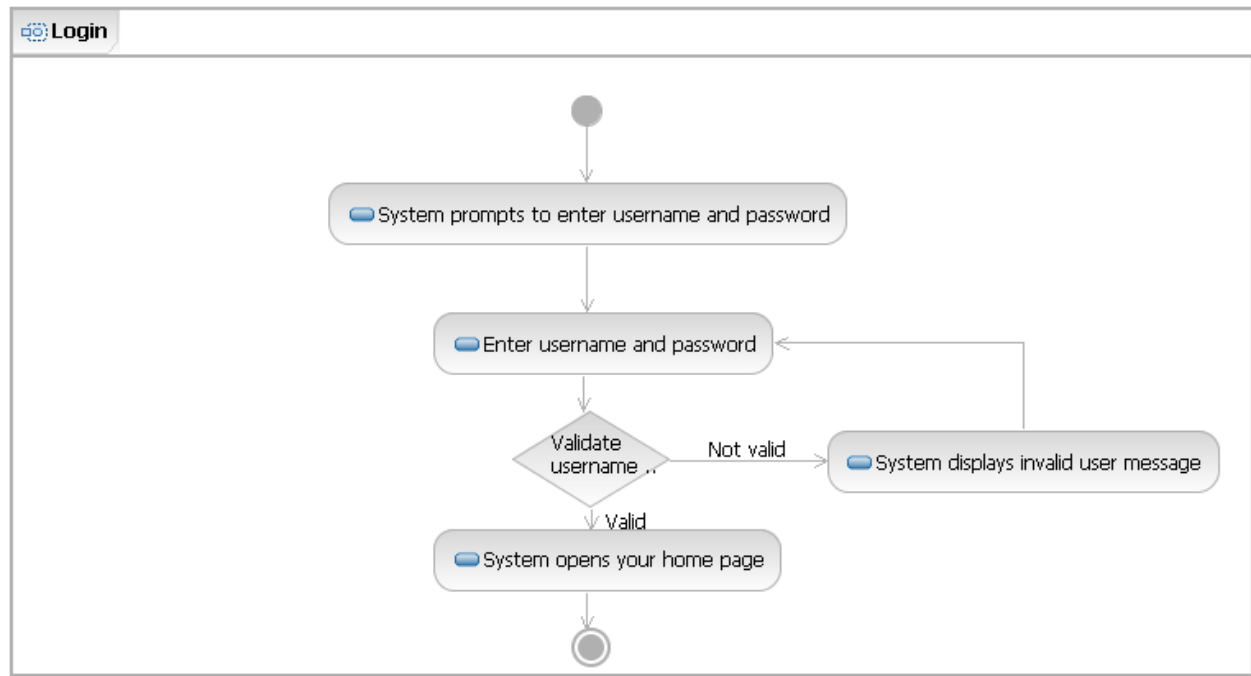 Login
System prompts to enter username and password
Enter username and password
Validate
username ..
Not valid
System displays invalid user message
Valid
System opens your home page